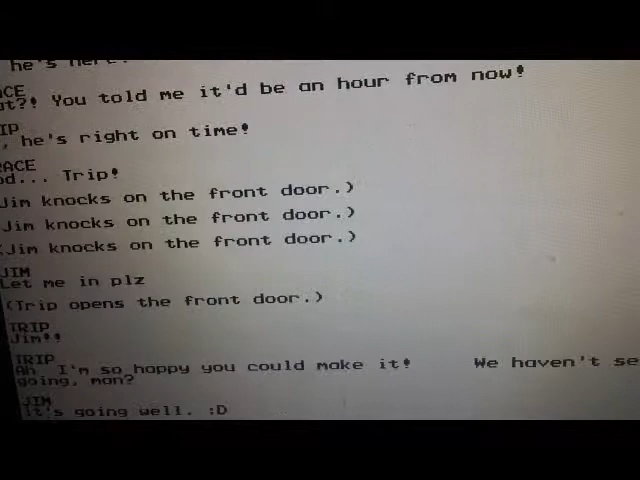 he's here.
ACE
ut?! You told me it'd be an hour from now!
IP
, he's right on time!
RACE
od... Trip!
Jim knocks on the front door.)
Jim knocks on the front door.)
(Jim knocks on the front door.)
JIM
Let me in plz
(Trip opens the front door.)
TRIP
Jim!!
TRIP
Ah I'm so happy you could make it! We haven't se
going, man?
JIM
It's going well. :D